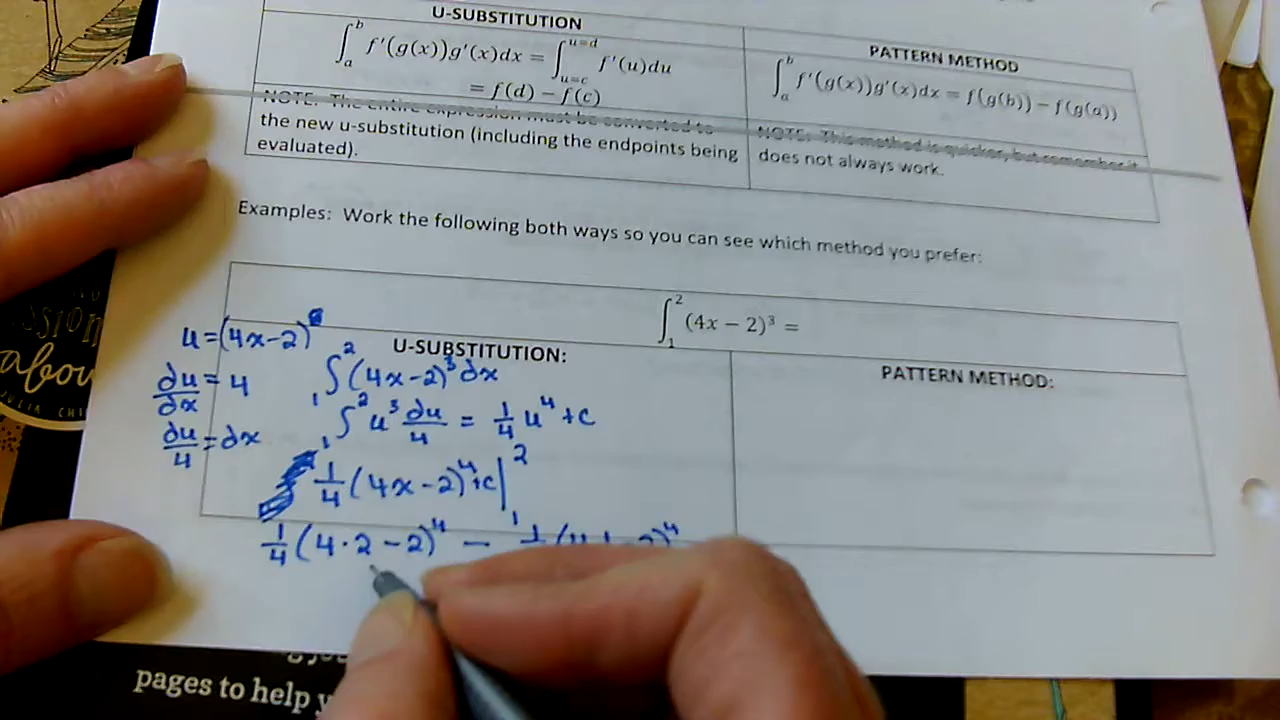 U-SUBSTITUTION
∫_a^b f'(g(x))g'(x)dx = ∫_{u=c}^{u=d} f'(u)du
= f(d) − f(c)
NOTE: The entire expression must be converted to
the new u-substitution (including the endpoints being
evaluated).
PATTERN METHOD
∫_a^b f'(g(x))g'(x)dx = f(g(b)) − f(g(a))
NOTE: This method is quicker, but remember it
does not always work.
Examples: Work the following both ways so you can see which method you prefer:
∫_1^2 (4x − 2)³ =
U-SUBSTITUTION:
u = (4x-2)
du/dx = 4
du/4 = dx
∫_1^2 (4x-2)³ dx
∫_1^2 u³ du/4 = 1/4 u⁴ + c
1/4 (4x-2)⁴ + c |_1^2
1/4 (4·2-2)⁴ −
PATTERN METHOD:
pages to help